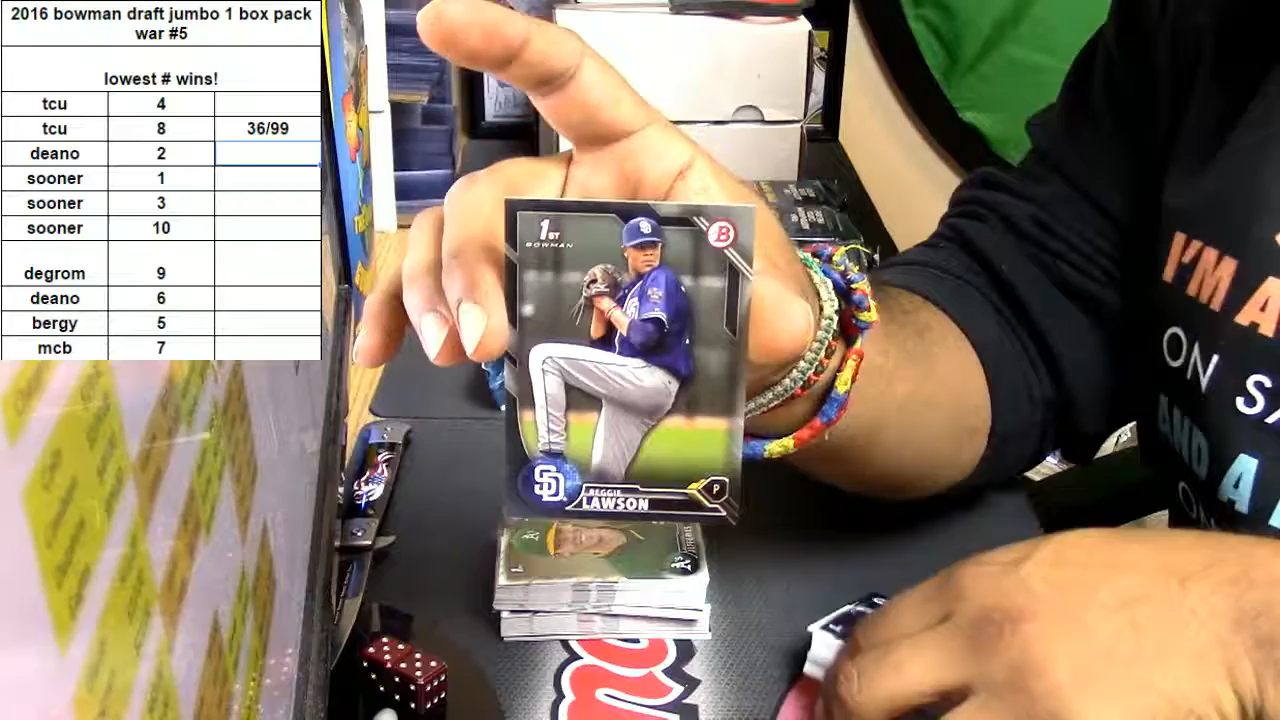 2016 bowman draft jumbo 1 box pack
war #5
lowest # wins!
tcu 4
tcu 8 36/99
deano 2
sooner 1
sooner 3
sooner 10
degrom 9
deano 6
bergy 5
mcb 7
1ST
BOWMAN
B
SD
SD
REGGIE
LAWSON
P
A's
I'M A
ON SA
AND A